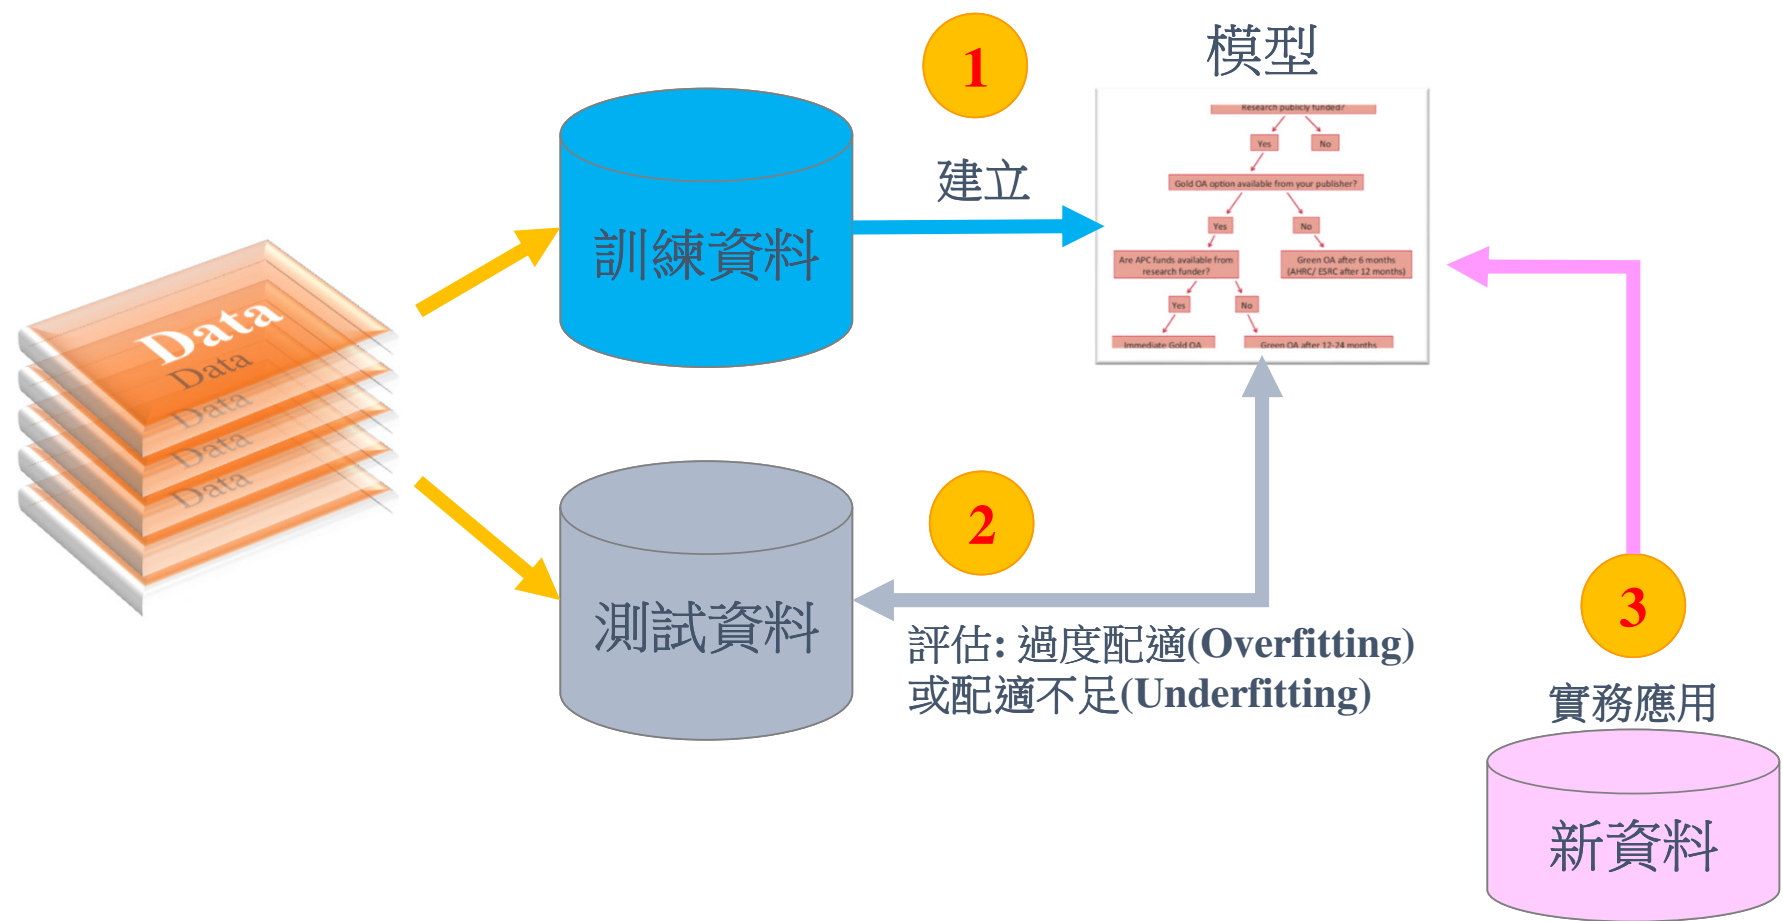 1
模型
Research publicly funded?
Yes
No
建立
Gold OA option available from your publisher?
Yes
No
訓練資料
Are APC funds available from
research funder?
Green OA after 6 months
(AHRC/ ESRC after 12 months)
Yes
No
Immediate Gold OA
Green OA after 12-24 months
Data
Data
Data
Data
Data
2
測試資料
評估: 過度配適(Overfitting)
或配適不足(Underfitting)
3
實務應用
新資料